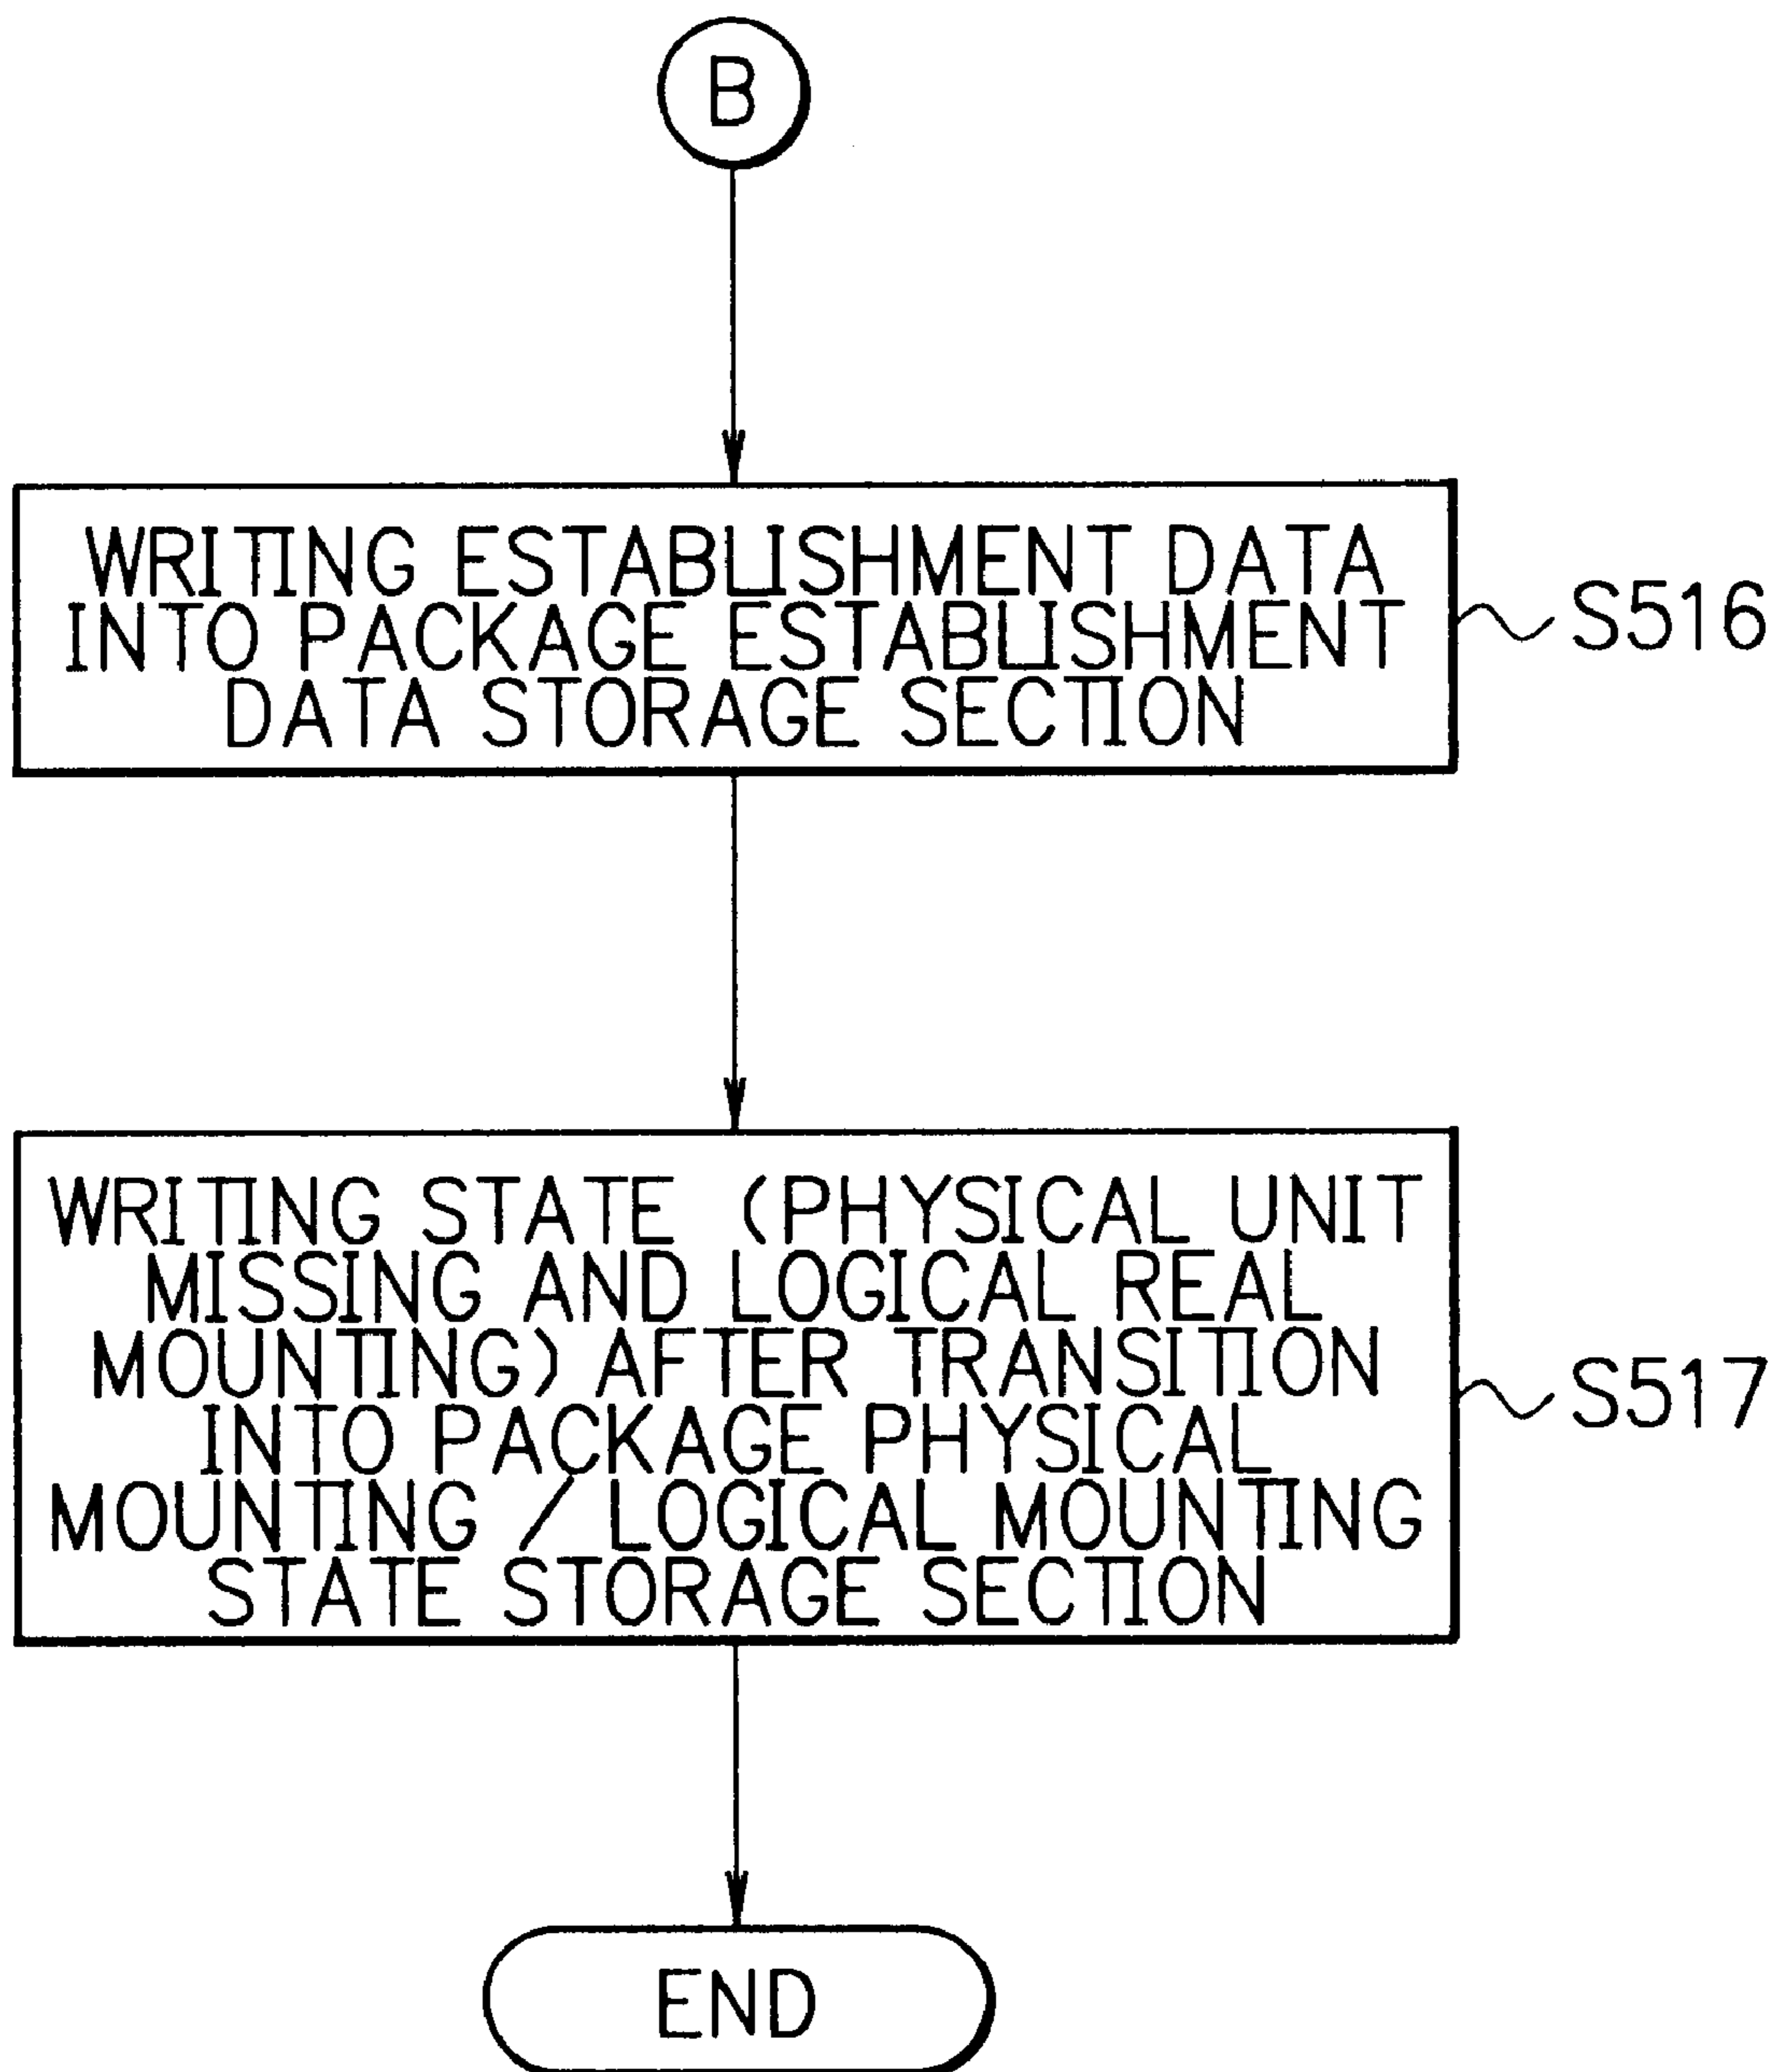 B
WRITING ESTABLISHMENT DATA
INTO PACKAGE ESTABLISHMENT
DATA STORAGE SECTION
S516
WRITING STATE (PHYSICAL UNIT
MISSING AND LOGICAL REAL
MOUNTING) AFTER TRANSITION
INTO PACKAGE PHYSICAL
MOUNTING / LOGICAL MOUNTING
STATE STORAGE SECTION
S517
END